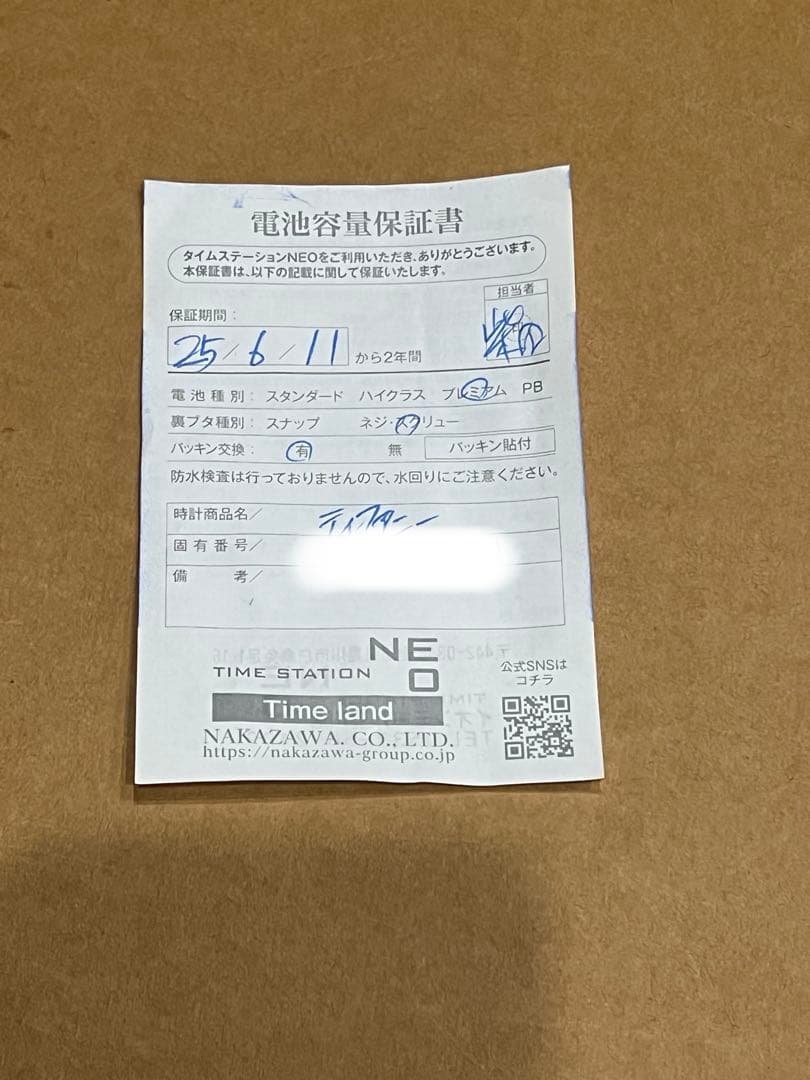 電池容量保証書
タイムステーションNEOをご利用いただき、ありがとうございます。
本保証書は、以下の記載に関して保証いたします。
担当者
保証期間:
25/6/11 から2年間
電池種別: スタンダード ハイクラス プレミアム PB
裏ブタ種別: スナップ ネジ・スクリュー
パッキン交換: 有 無 パッキン貼付
防水検査は行っておりませんので、水回りにご注意ください。
時計商品名/ ティファニー
固有番号/
備考/
NEO
TIME STATION
Time land
NAKAZAWA. CO., LTD.
https://nakazawa-group.co.jp
公式SNSは
コチラ